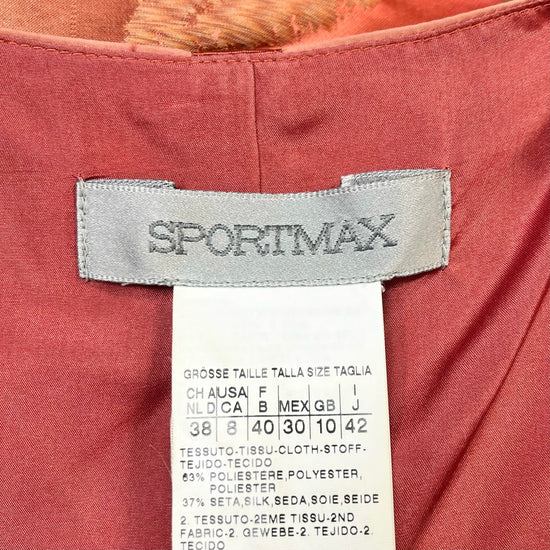 SPORTMAX
GRÖSSE TAILLE TALLA SIZE TAGLIA
CH A USA F I
NL D CA B MEX GB J
38 8 40 30 10 42
TESSUTO-TISSU-CLOTH-STOFF-
TEJIDO-TECIDO
63% POLIESTERE,POLYESTER,
POLIESTER
37% SETA,SILK,SEDA,SOIE,SEIDE
2. TESSUTO-2EME TISSU-2ND
FABRIC-2. GEWEBE-2. TEJIDO-2.
TECIDO